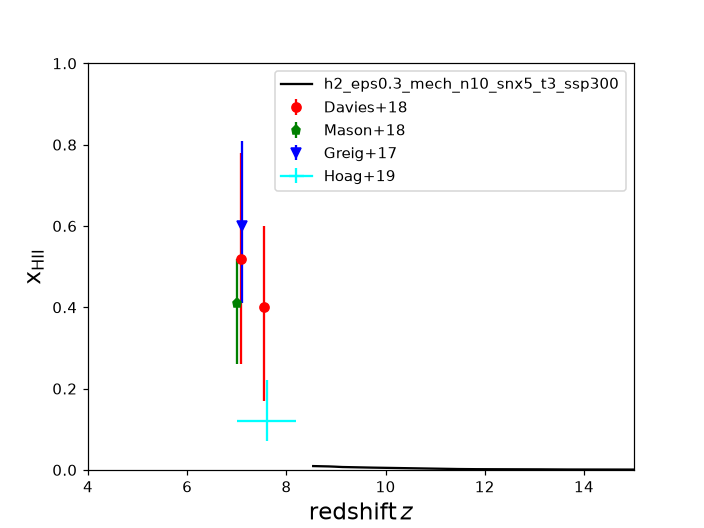 1.0
0.8
0.6
0.4
0.2
0.0
xHII
h2_eps0.3_mech_n10_snx5_t3_ssp300
Davies+18
Mason+18
Greig+17
Hoag+19
4 6 8 10 12 14
redshift z